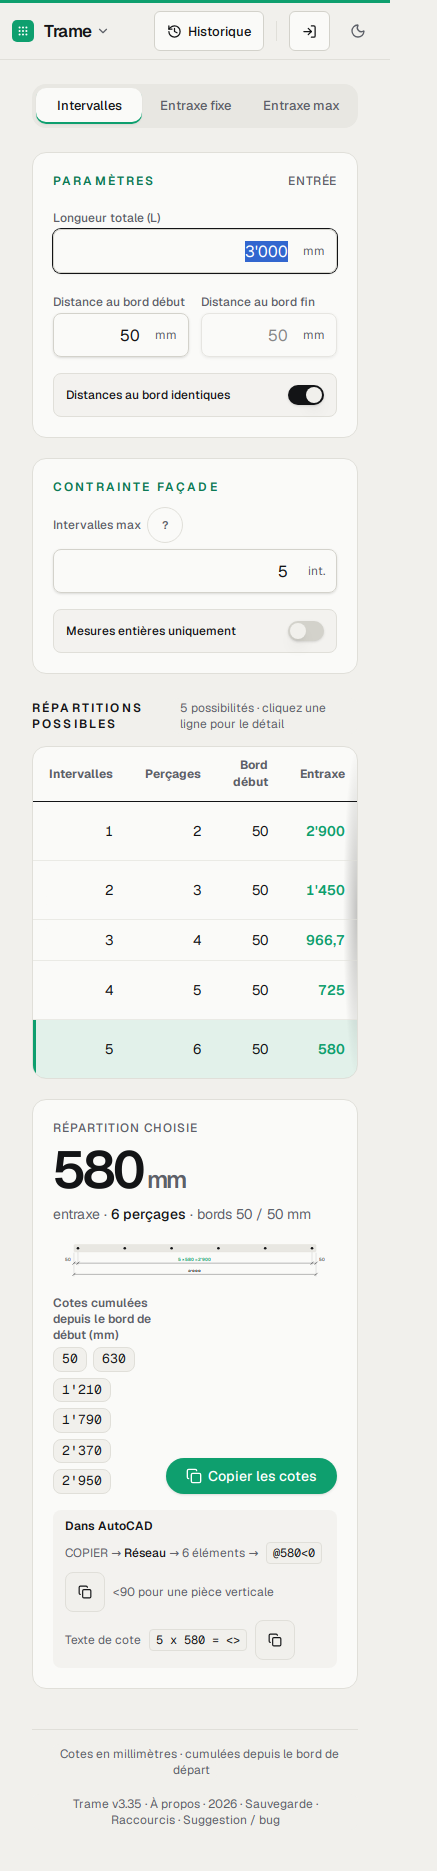 Trame
Historique
Intervalles Entraxe fixe Entraxe max
PARAMÈTRES ENTRÉE
Longueur totale (L)
3'000 mm
Distance au bord début Distance au bord fin
50 mm 50 mm
Distances au bord identiques
CONTRAINTE FAÇADE
Intervalles max ?
5 int.
Mesures entières uniquement
RÉPARTITIONS POSSIBLES
5 possibilités · cliquez une ligne pour le détail
Intervalles Perçages Bord début Entraxe
1 2 50 2'900
2 3 50 1'450
3 4 50 966,7
4 5 50 725
5 6 50 580
RÉPARTITION CHOISIE
580 mm
entraxe · 6 perçages · bords 50 / 50 mm
50 5 × 580 = 2'900 50
Cotes cumulées
depuis le bord de
début (mm)
50 630
1'210
1'790
2'370
2'950
Copier les cotes
Dans AutoCAD
COPIER → Réseau → 6 éléments → @580<0
<90 pour une pièce verticale
Texte de cote 5 x 580 = <>
Cotes en millimètres · cumulées depuis le bord de
départ
Trame v3.35 · À propos · 2026 · Sauvegarde ·
Raccourcis · Suggestion / bug